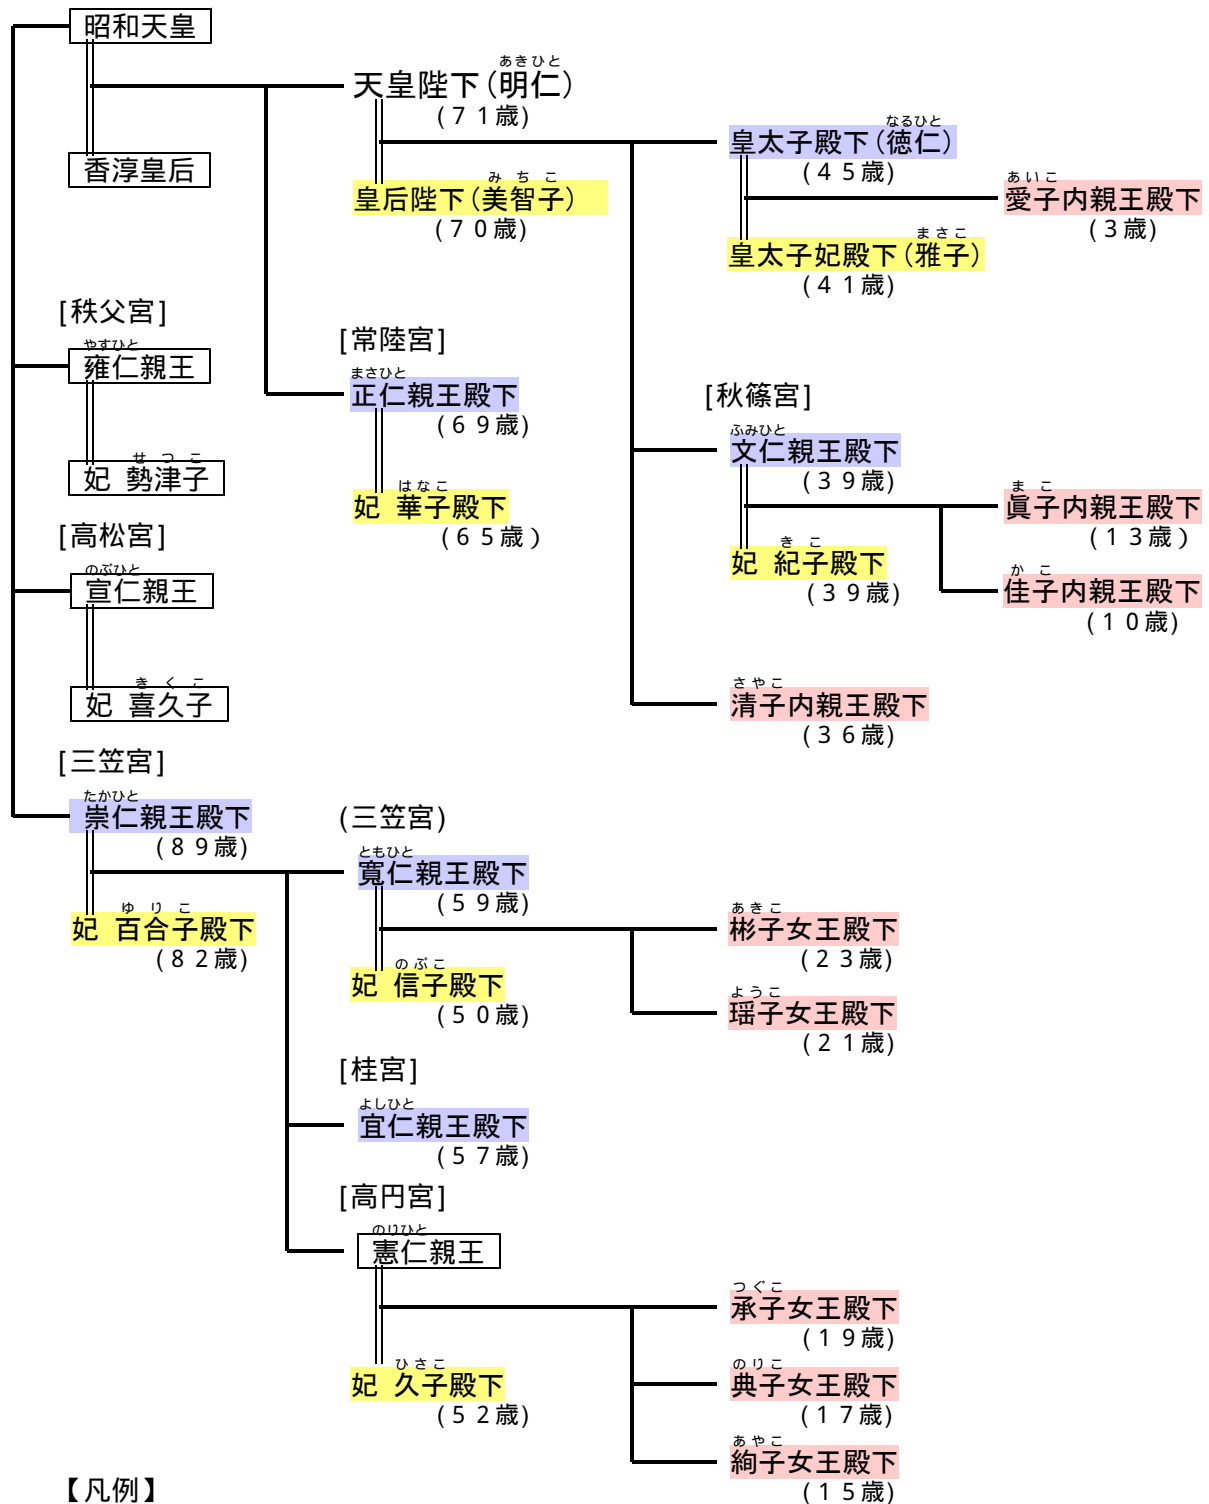 昭和天皇
香淳皇后
あきひと
天皇陛下(明仁)
(71歳)
みちこ
皇后陛下(美智子)
(70歳)
なるひと
皇太子殿下(徳仁)
(45歳)
まさこ
皇太子妃殿下(雅子)
(41歳)
あいこ
愛子内親王殿下
(3歳)
[秩父宮]
やすひと
雍仁親王
せつこ
妃 勢津子
[常陸宮]
まさひと
正仁親王殿下
(69歳)
はなこ
妃 華子殿下
(65歳)
[秋篠宮]
ふみひと
文仁親王殿下
(39歳)
きこ
妃 紀子殿下
(39歳)
まこ
眞子内親王殿下
(13歳)
かこ
佳子内親王殿下
(10歳)
さやこ
清子内親王殿下
(36歳)
[高松宮]
のぶひと
宣仁親王
きくこ
妃 喜久子
[三笠宮]
たかひと
崇仁親王殿下
(89歳)
ゆりこ
妃 百合子殿下
(82歳)
(三笠宮)
ともひと
寬仁親王殿下
(59歳)
のぶこ
妃 信子殿下
(50歳)
あきこ
彬子女王殿下
(23歳)
ようこ
瑶子女王殿下
(21歳)
[桂宮]
よしひと
宜仁親王殿下
(57歳)
[高円宮]
のりひと
憲仁親王
ひさこ
妃 久子殿下
(52歳)
つぐこ
承子女王殿下
(19歳)
のりこ
典子女王殿下
(17歳)
あやこ
絢子女王殿下
(15歳)
【凡例】